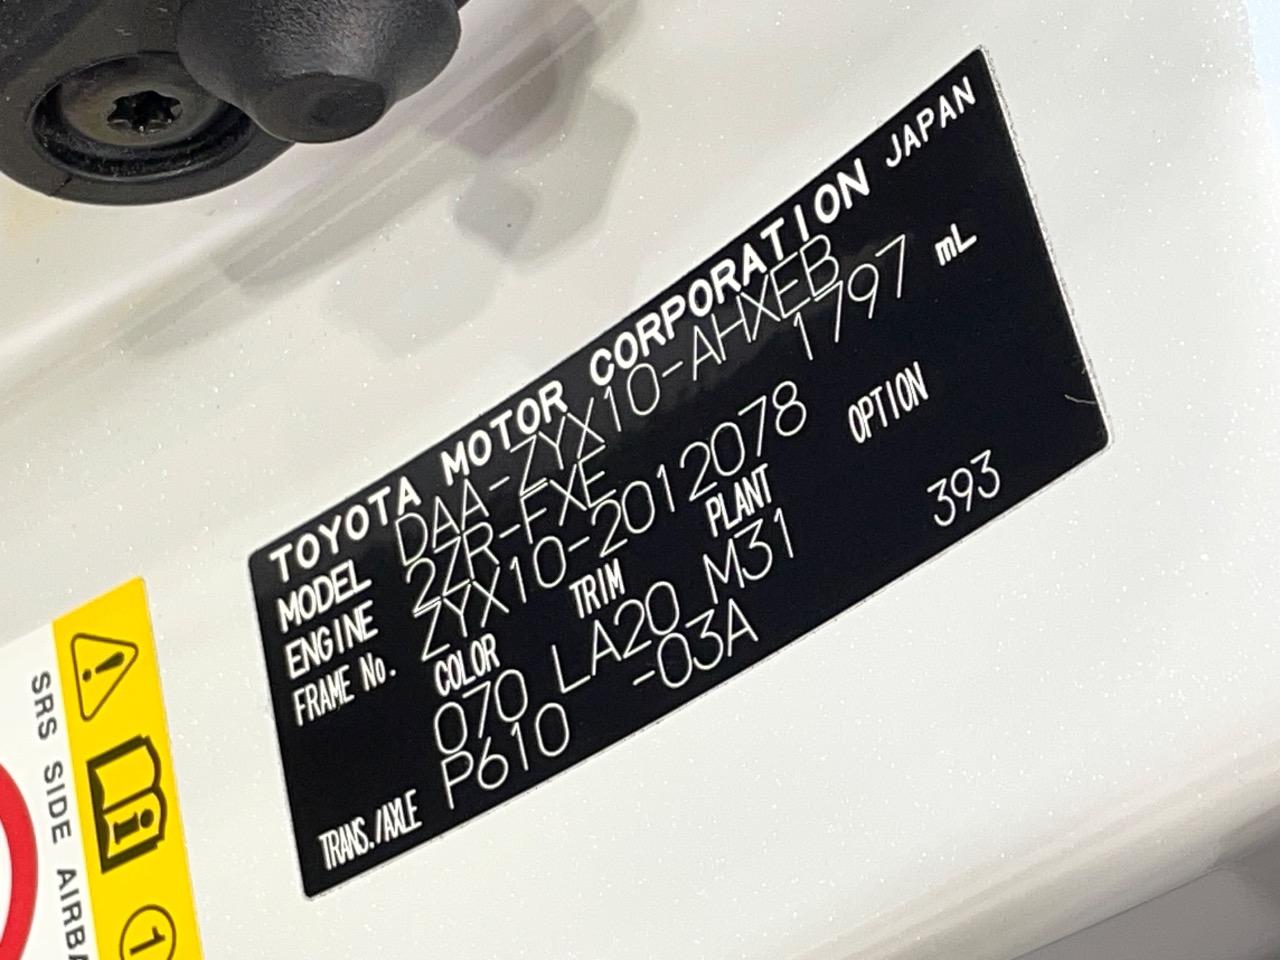 TOYOTA MOTOR CORPORATION JAPAN
MODEL DAA-ZYX10-AHXEB
ENGINE 2ZR-FXE 1797 mL
FRAME No. ZYX10-2012078
COLOR TRIM PLANT OPTION
070 LA20 M31 393
TRANS./AXLE P610 -03A
SRS SIDE AIRBA
1